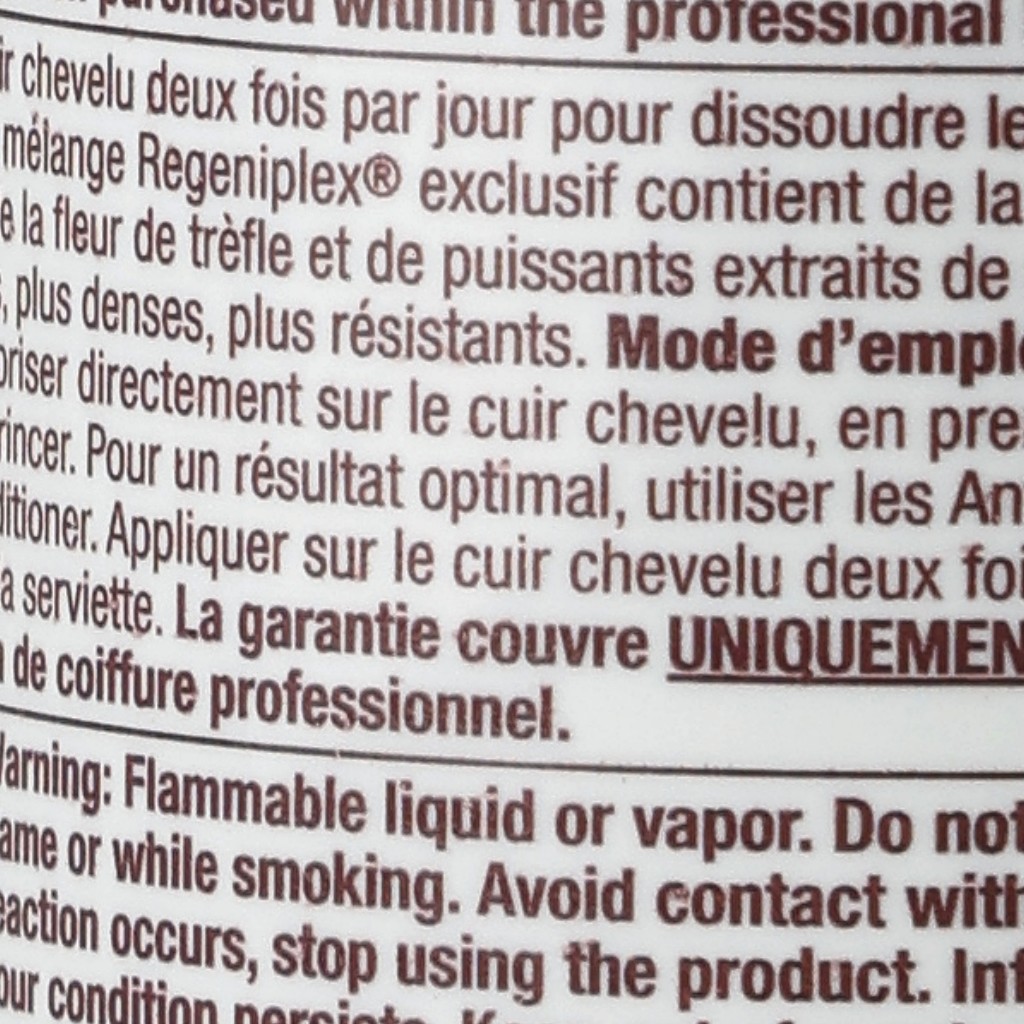 purchased within the professional
chevelu deux fois par jour pour dissoudre
mélange Regeniplex® exclusif contient de la
la fleur de trèfle et de puissants extraits de
, plus denses, plus résistants. Mode d'emplo
oriser directement sur le cuir chevelu, en pre
rincer. Pour un résultat optimal, utiliser les An
ditioner. Appliquer sur le cuir chevelu deux foi
a serviette. La garantie couvre UNIQUEMEN
de coiffure professionnel.
Warning: Flammable liquid or vapor. Do not
ame or while smoking. Avoid contact with
eaction occurs, stop using the product. Inf
our condition persists.